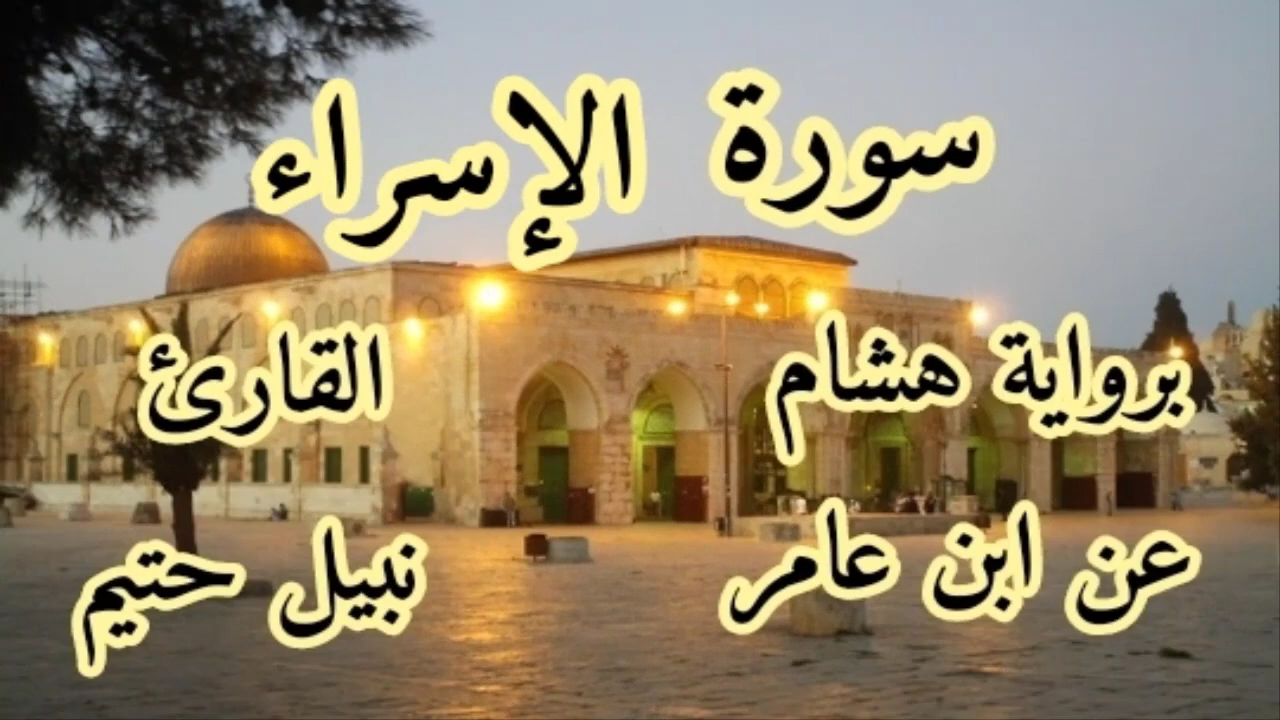 سورة الإسراء
برواية هشام
عن ابن عامر
القارئ
نبيل حتيم